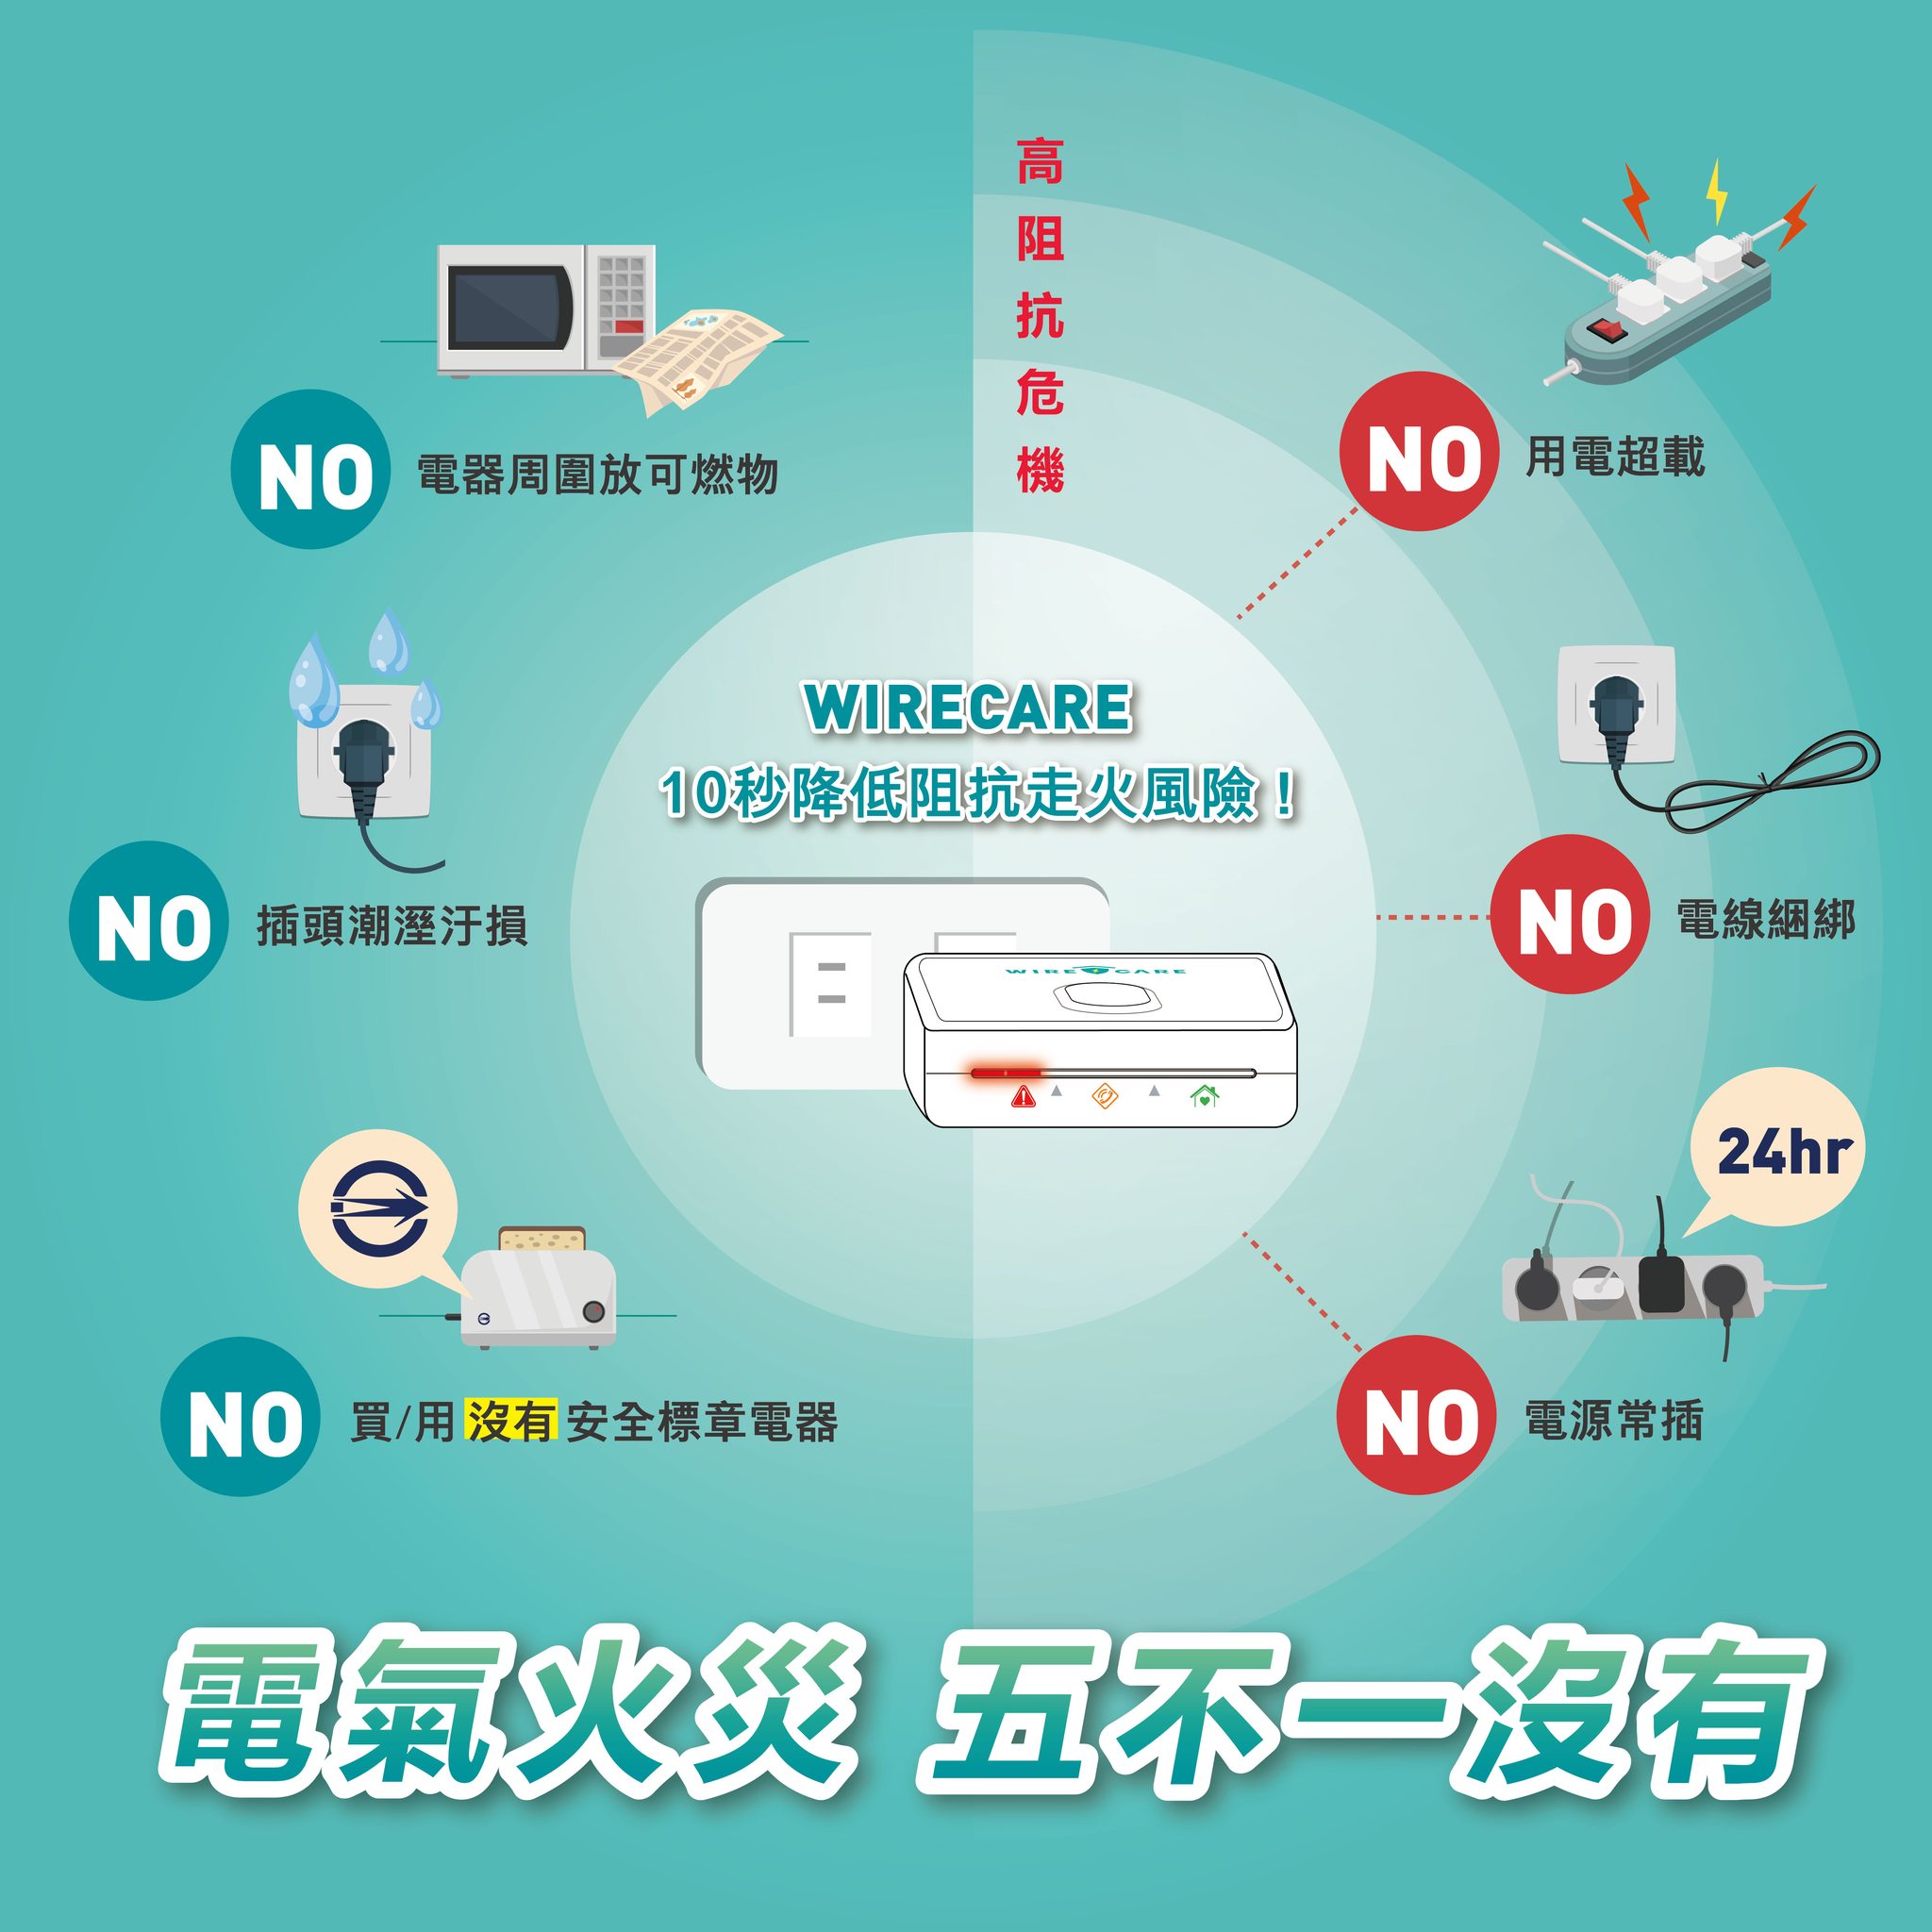 高阻抗危機
NO 電器周圍放可燃物
NO 用電超載
WIRECARE
10秒降低阻抗走火風險！
NO 插頭潮溼汙損
NO 電線綑綁
WIRE CARE
24hr
NO 買/用 沒有 安全標章電器
NO 電源常插
電氣火災 五不一沒有